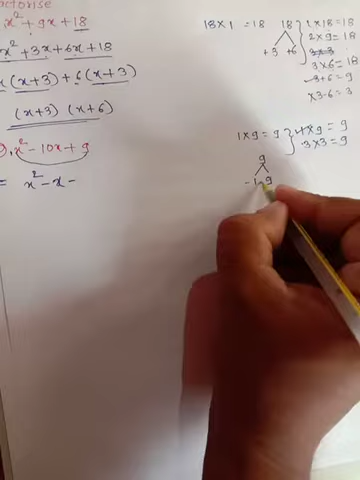 actorise
x² + 9x + 18
x² + 3x + 6x + 18
x (x+3) + 6 (x+3)
(x+3) (x+6)
x² - 10x + 9
= x² - x -
18 × 1 = 18
18
+3 +6
1 × 18 = 18
2 × 9 = 18
3 × 6 = 18
3+6 = 9
×3-6 = 3
1 × 9 = 9
1 × 9 = 9
3 × 3 = 9
9
-1 -9